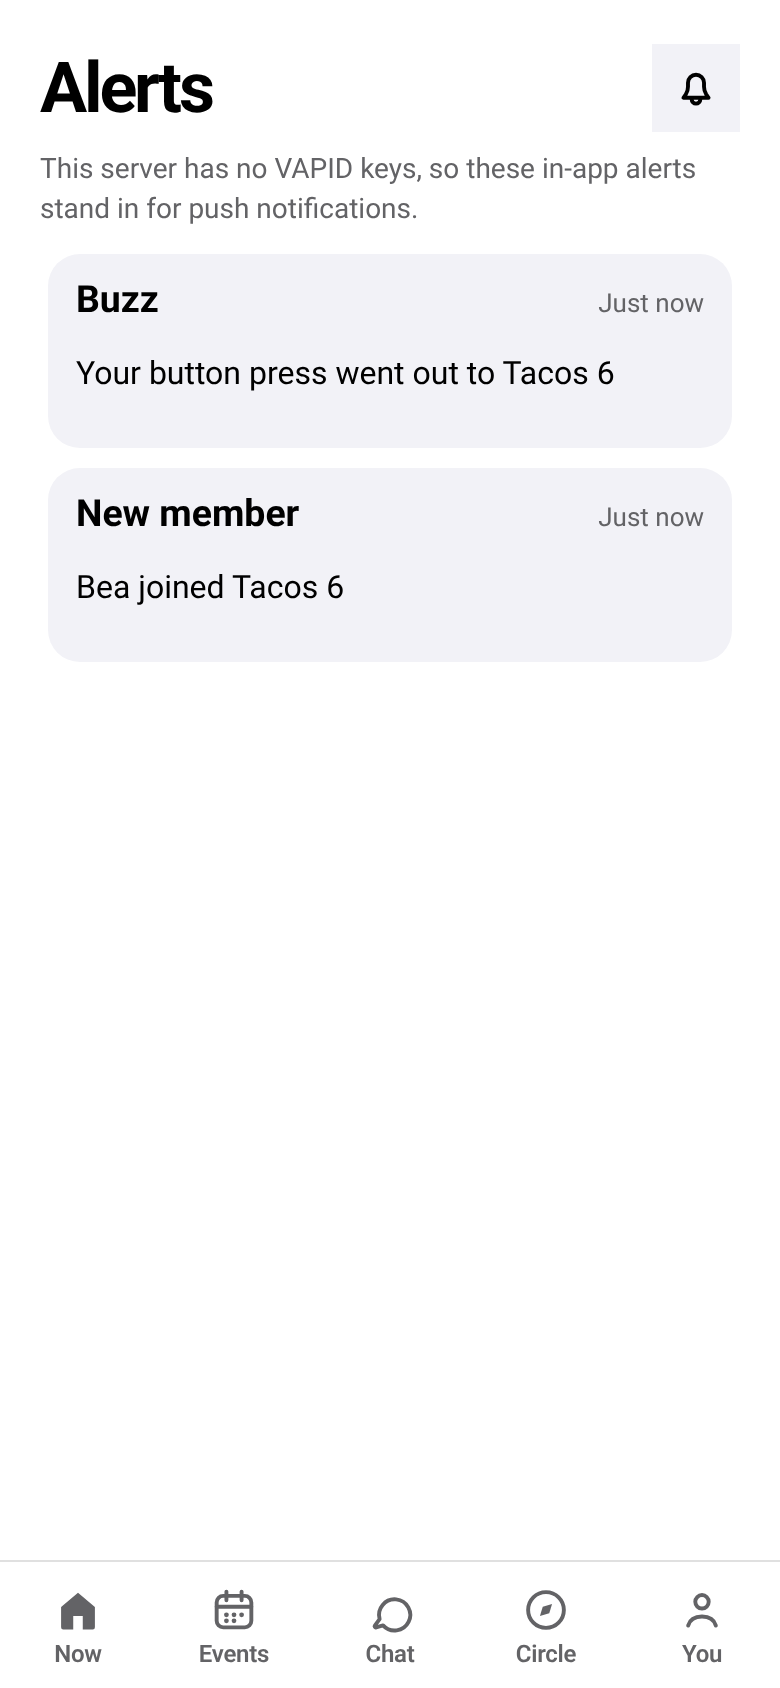 Alerts
This server has no VAPID keys, so these in-app alerts
stand in for push notifications.
Buzz
Just now
Your button press went out to Tacos 6
New member
Just now
Bea joined Tacos 6
Now
Events
Chat
Circle
You